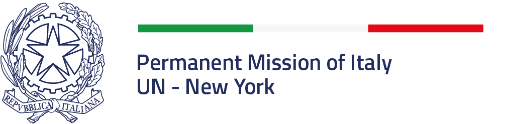 REPVBBLICA ITALIANA
Permanent Mission of Italy
UN - New York